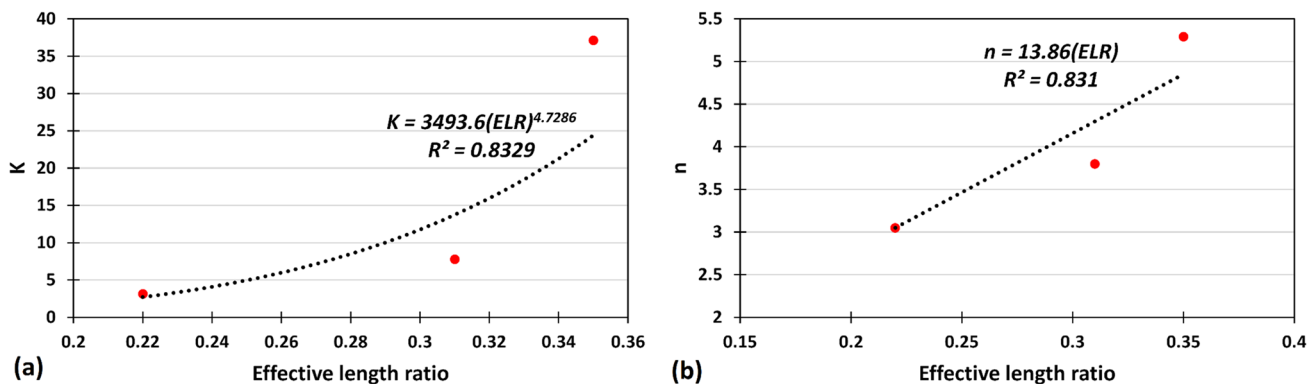 40
35
30
25
20
15
10
5
0
K
K = 3493.6(ELR)^4.7286
R² = 0.8329
0.2 0.22 0.24 0.26 0.28 0.3 0.32 0.34 0.36
(a) Effective length ratio
5.5
5
4.5
4
3.5
3
2.5
2
n
n = 13.86(ELR)
R² = 0.831
0.15 0.2 0.25 0.3 0.35 0.4
(b) Effective length ratio